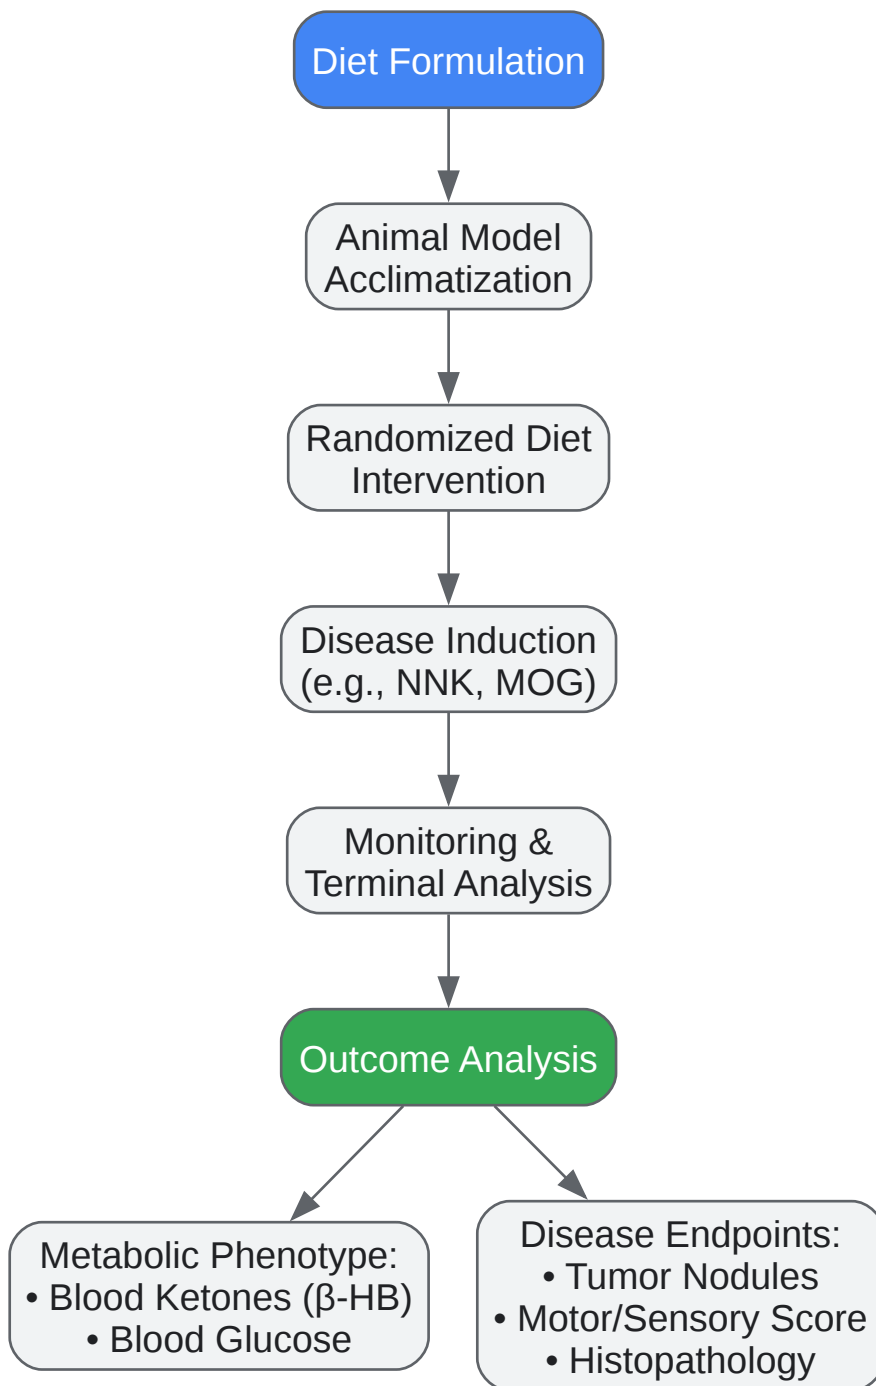 Diet Formulation
Animal Model
Acclimatization
Randomized Diet
Intervention
Disease Induction
(e.g., NNK, MOG)
Monitoring &
Terminal Analysis
Outcome Analysis
Metabolic Phenotype:
• Blood Ketones (β-HB)
• Blood Glucose
Disease Endpoints:
• Tumor Nodules
• Motor/Sensory Score
• Histopathology